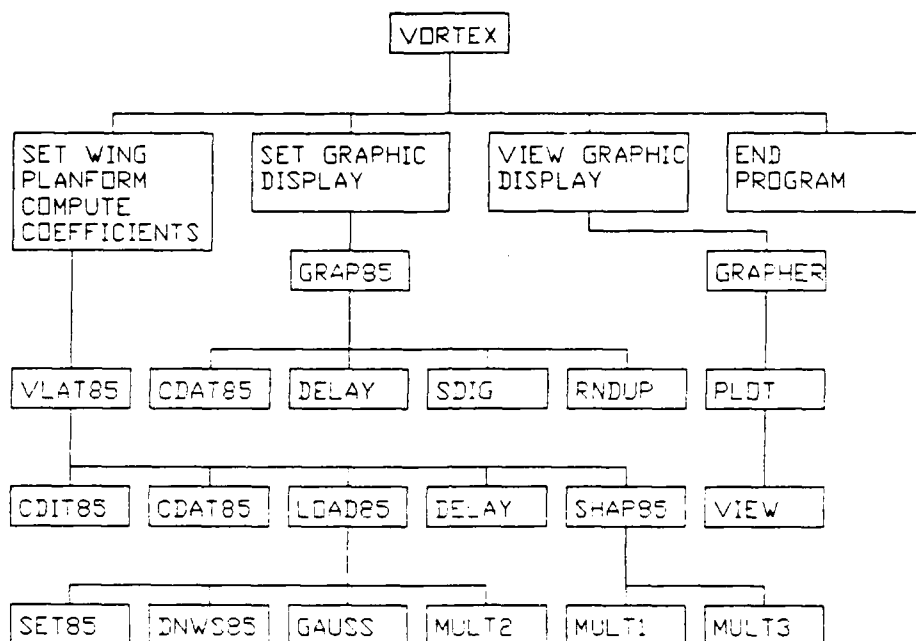 VORTEX
SET WING
PLANFORM
COMPUTE
COEFFICIENTS
SET GRAPHIC
DISPLAY
VIEW GRAPHIC
DISPLAY
END
PROGRAM
GRAP85
GRAPHER
VLAT85
CDAT85
DELAY
SDIG
RNDUP
PLOT
CDIT85
CDAT85
LOAD85
DELAY
SHAP85
VIEW
SET85
DNWS85
GAUSS
MULT2
MULT1
MULT3